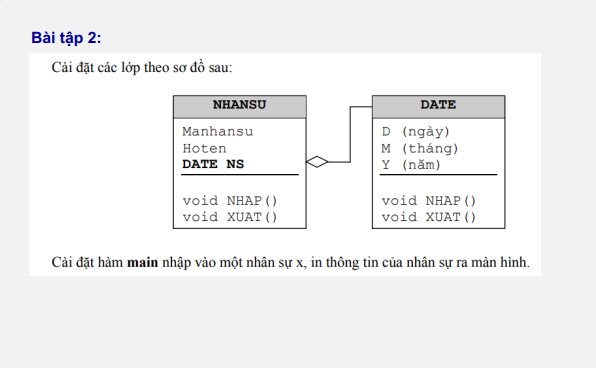 Bài tập 2:
Cài đặt các lớp theo sơ đồ sau:
NHANSU
Manhansu
Hoten
DATE NS
void NHAP()
void XUAT()
DATE
D (ngày)
M (tháng)
Y (năm)
void NHAP()
void XUAT()
Cài đặt hàm main nhập vào một nhân sự x, in thông tin của nhân sự ra màn hình.